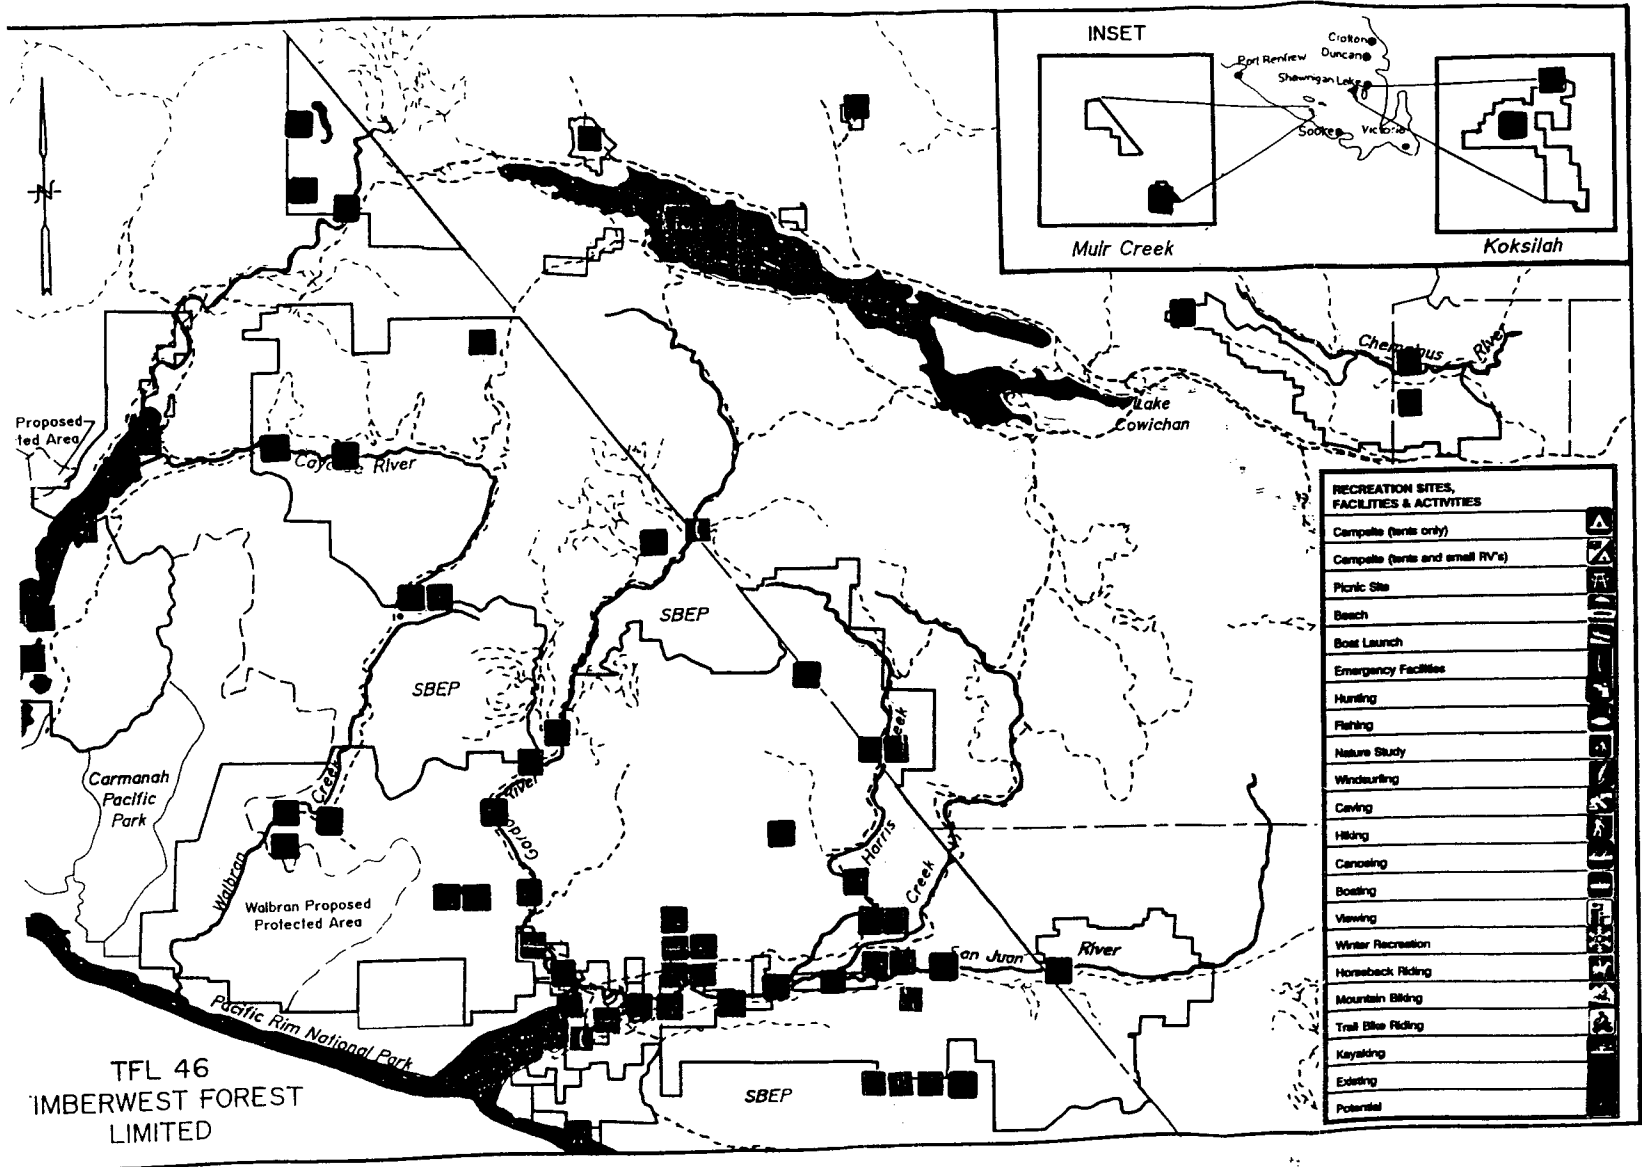 INSET
Crofton
Duncan
Port Renfrew
Shawnigan Lake
Sooke
Victoria
Muir Creek
Koksilah
N
Chemainus River
Lake
Cowichan
Proposed
ted Area
River
SBEP
SBEP
Carmanah
Pacific
Park
Creek
Walbran
River
Gordon
Harris
Creek
Walbran Proposed
Protected Area
San Juan River
Pacific Rim National Park
SBEP
TFL 46
IMBERWEST FOREST
LIMITED
RECREATION SITES,
FACILITIES & ACTIVITIES
Campsite (tents only)
Campsite (tents and small RV's)
Picnic Site
Beach
Boat Launch
Emergency Facilities
Hunting
Fishing
Nature Study
Windsurfing
Caving
Hiking
Canoeing
Boating
Viewing
Winter Recreation
Horseback Riding
Mountain Biking
Trail Bike Riding
Kayaking
Existing
Potential